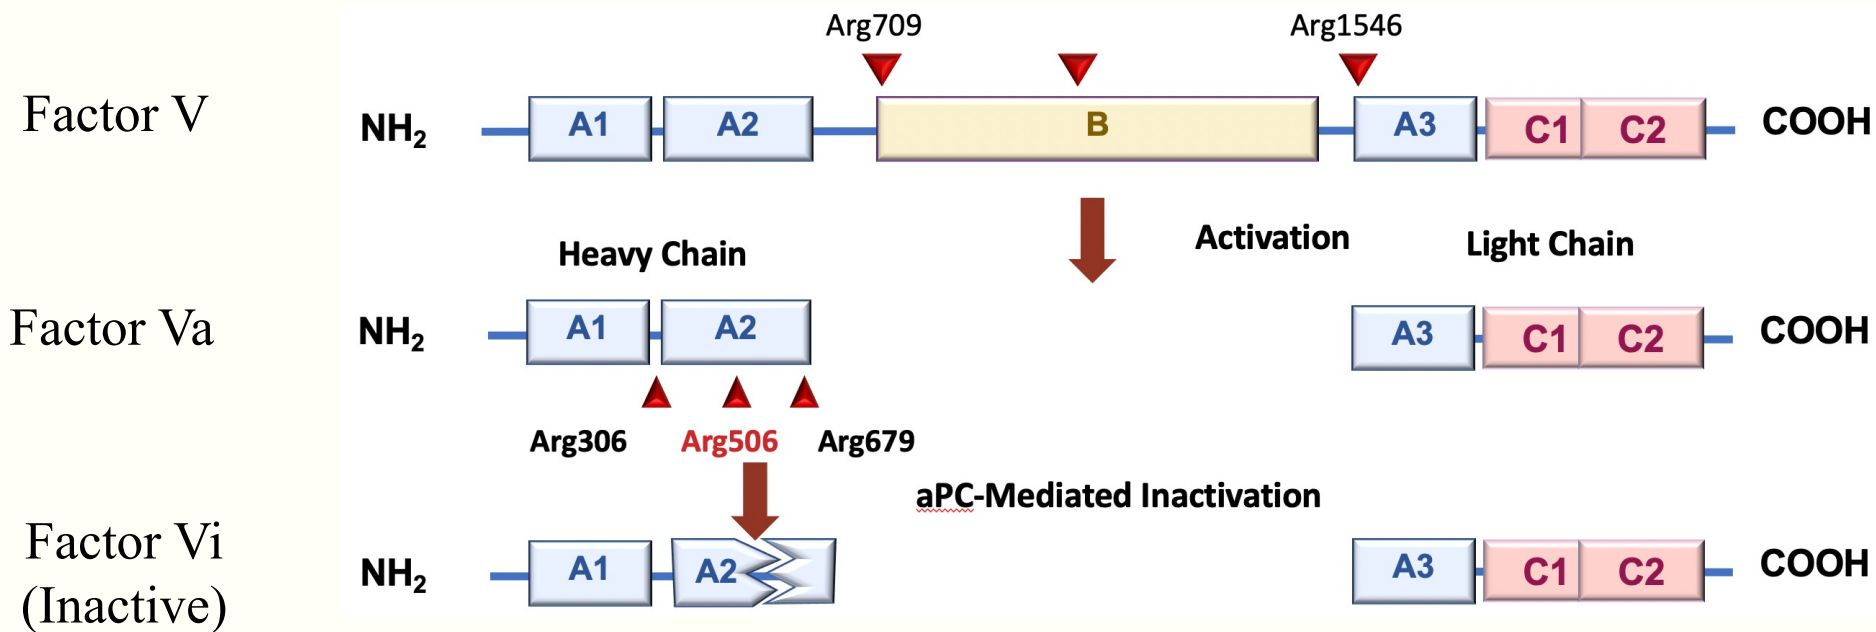 Arg709
Arg1546
Factor V
NH₂
A1
A2
B
A3
C1
C2
COOH
Activation
Heavy Chain
Light Chain
Factor Va
NH₂
A1
A2
A3
C1
C2
COOH
Arg306
Arg506
Arg679
aPC-Mediated Inactivation
Factor Vi
(Inactive)
NH₂
A1
A2
A3
C1
C2
COOH